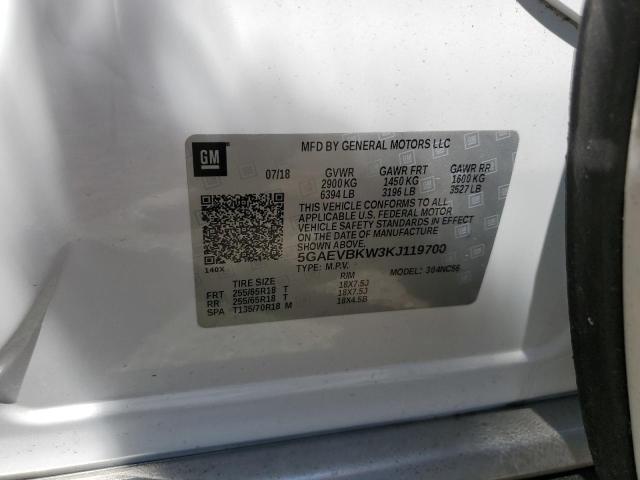 GM
MFD BY GENERAL MOTORS LLC
07/18 GVWR GAWR FRT GAWR RR
2900 KG 1450 KG 1600 KG
6394 LB 3196 LB 3527 LB
THIS VEHICLE CONFORMS TO ALL
APPLICABLE U.S. FEDERAL MOTOR
VEHICLE SAFETY STANDARDS IN EFFECT
ON THE DATE OF MANUFACTURE
SHOWN ABOVE.
5GAEVBKW3KJ119700
140X
TYPE: M.P.V. MODEL: 304NC56
TIRE SIZE RIM
FRT 255/65R18 T 18X7.5J
RR 255/65R18 T 18X7.5J
SPA T135/70R18 M 18X4.5B